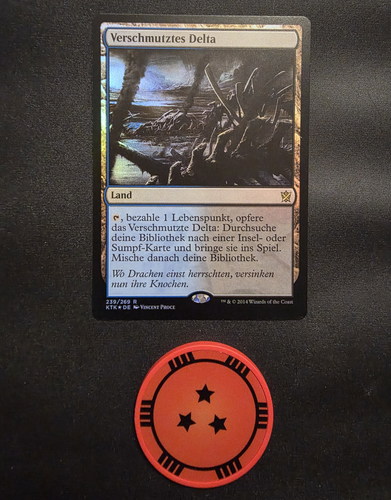 Verschmutztes Delta
Land
, bezahle 1 Lebenspunkt, opfere
das Verschmutzte Delta: Durchsuche
deine Bibliothek nach einer Insel- oder
Sumpf-Karte und bringe sie ins Spiel.
Mische danach deine Bibliothek.
Wo Drachen einst herrschten, versinken
nun ihre Knochen.
239/269 R
KTK ★ DE Vincent Proce
™ & © 2014 Wizards of the Coast